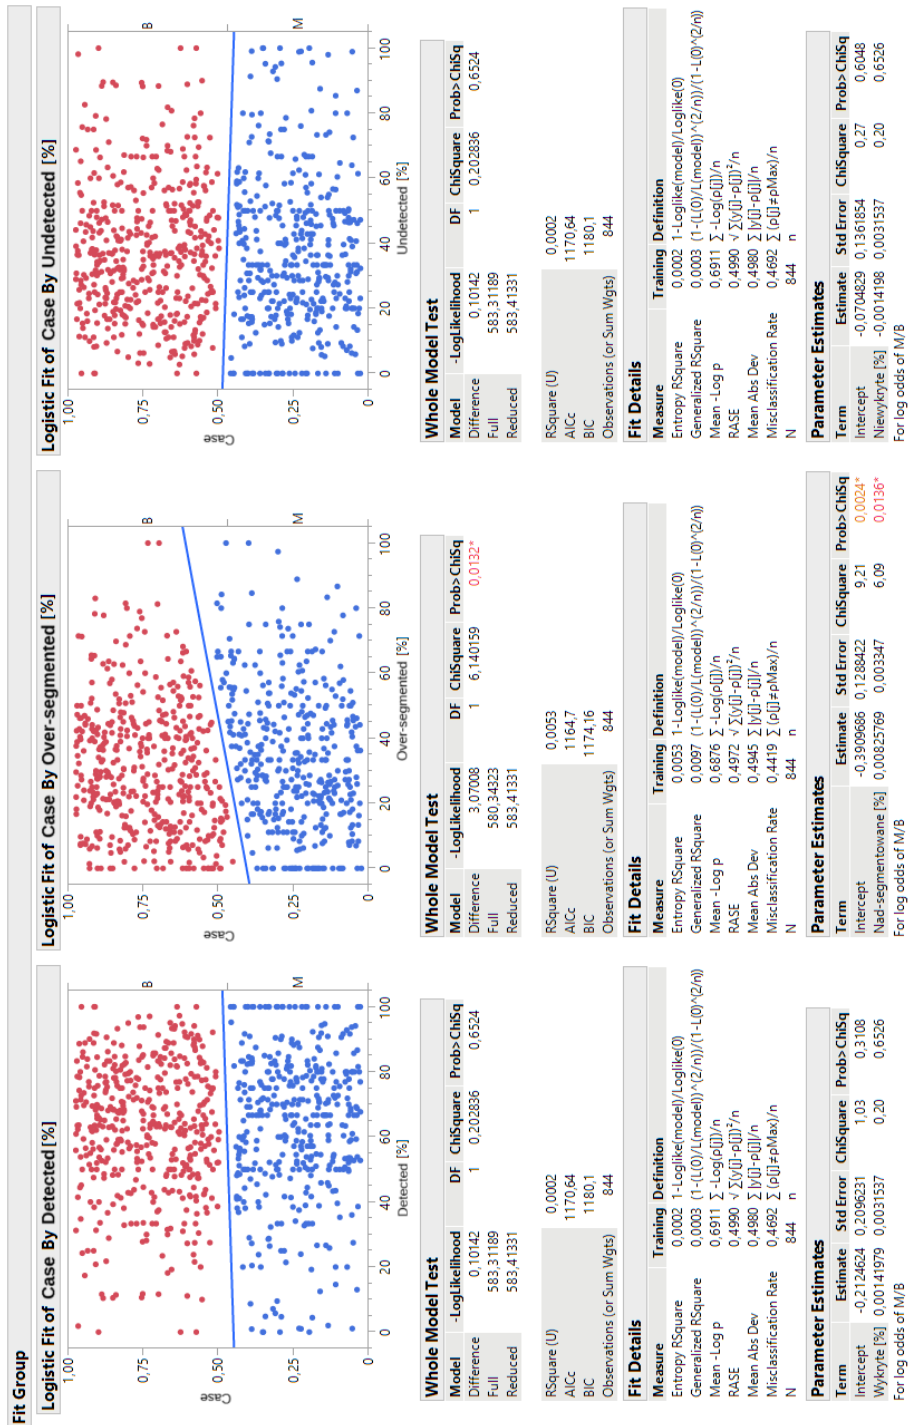 Fit Group
Logistic Fit of Case By Detected [%]
1,00
0,75
0,50
0,25
0
Case
B
M
0 20 40 60 80 100
Detected [%]
Whole Model Test
Model -LogLikelihood DF ChiSquare Prob>ChiSq
Difference 0,10142 1 0,202836 0,6524
Full 583,31189
Reduced 583,41331
RSquare (U) 0,0002
AICc 1170,64
BIC 1180,1
Observations (or Sum Wgts) 844
Fit Details
Measure Training Definition
Entropy RSquare 0,0002 1-Loglike(model)/Loglike(0)
Generalized RSquare 0,0003 (1-(L(0)/L(model))^(2/n))/(1-L(0)^(2/n))
Mean -Log p 0,6911 ∑ -Log(ρ[j])/n
RASE 0,4990 √ ∑(y[j]-ρ[j])²/n
Mean Abs Dev 0,4980 ∑ |y[j]-ρ[j]|/n
Misclassification Rate 0,4692 ∑ (ρ[j]≠ρMax)/n
N 844 n
Parameter Estimates
Term Estimate Std Error ChiSquare Prob>ChiSq
Intercept -0,2124624 0,2096231 1,03 0,3108
Wykryte [%] 0,00141979 0,0031537 0,20 0,6526
For log odds of M/B
Logistic Fit of Case By Over-segmented [%]
1,00
0,75
0,50
0,25
0
Case
B
M
0 20 40 60 80 100
Over-segmented [%]
Whole Model Test
Model -LogLikelihood DF ChiSquare Prob>ChiSq
Difference 3,07008 1 6,140159 0,0132*
Full 580,34323
Reduced 583,41331
RSquare (U) 0,0053
AICc 1164,7
BIC 1174,16
Observations (or Sum Wgts) 844
Fit Details
Measure Training Definition
Entropy RSquare 0,0053 1-Loglike(model)/Loglike(0)
Generalized RSquare 0,0097 (1-(L(0)/L(model))^(2/n))/(1-L(0)^(2/n))
Mean -Log p 0,6876 ∑ -Log(ρ[j])/n
RASE 0,4972 √ ∑(y[j]-ρ[j])²/n
Mean Abs Dev 0,4945 ∑ |y[j]-ρ[j]|/n
Misclassification Rate 0,4419 ∑ (ρ[j]≠ρMax)/n
N 844 n
Parameter Estimates
Term Estimate Std Error ChiSquare Prob>ChiSq
Intercept -0,3909686 0,1288422 9,21 0,0024*
Nad-segmentowane [%] 0,00825769 0,003347 6,09 0,0136*
For log odds of M/B
Logistic Fit of Case By Undetected [%]
1,00
0,75
0,50
0,25
0
Case
B
M
0 20 40 60 80 100
Undetected [%]
Whole Model Test
Model -LogLikelihood DF ChiSquare Prob>ChiSq
Difference 0,10142 1 0,202836 0,6524
Full 583,31189
Reduced 583,41331
RSquare (U) 0,0002
AICc 1170,64
BIC 1180,1
Observations (or Sum Wgts) 844
Fit Details
Measure Training Definition
Entropy RSquare 0,0002 1-Loglike(model)/Loglike(0)
Generalized RSquare 0,0003 (1-(L(0)/L(model))^(2/n))/(1-L(0)^(2/n))
Mean -Log p 0,6911 ∑ -Log(ρ[j])/n
RASE 0,4990 √ ∑(y[j]-ρ[j])²/n
Mean Abs Dev 0,4980 ∑ |y[j]-ρ[j]|/n
Misclassification Rate 0,4692 ∑ (ρ[j]≠ρMax)/n
N 844 n
Parameter Estimates
Term Estimate Std Error ChiSquare Prob>ChiSq
Intercept -0,0704829 0,1361854 0,27 0,6048
Niewykryte [%] -0,0014198 0,0031537 0,20 0,6526
For log odds of M/B